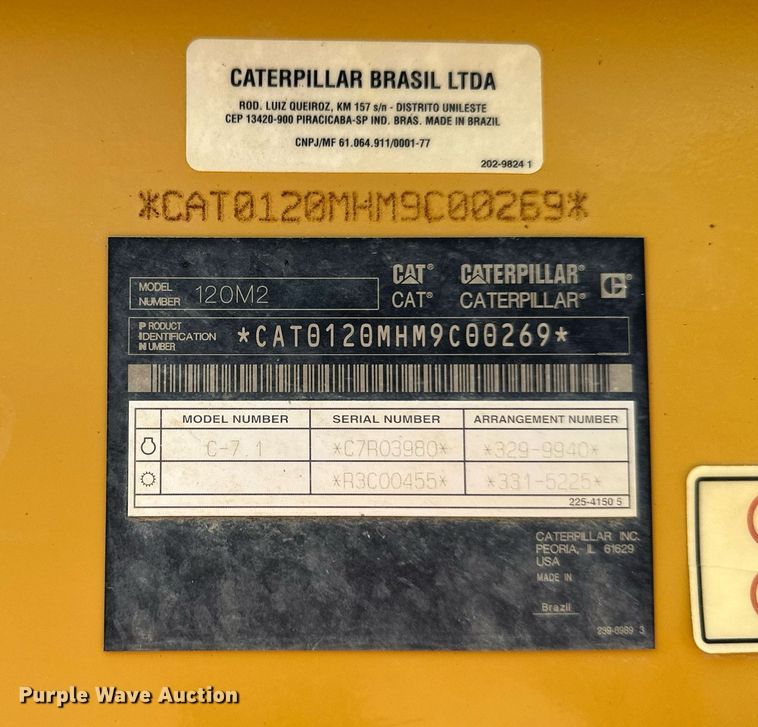 CATERPILLAR BRASIL LTDA
ROD. LUIZ QUEIROZ, KM 157 s/n - DISTRITO UNILESTE
CEP 13420-900 PIRACICABA-SP IND. BRAS. MADE IN BRAZIL
CNPJ/MF 61.064.911/0001-77
202-9824 1
*CAT0120MHM9C00269*
MODEL NUMBER 120M2
CAT® CATERPILLAR®
CAT® CATERPILLAR®
PRODUCT IDENTIFICATION NUMBER *CAT0120MHM9C00269*
MODEL NUMBER SERIAL NUMBER ARRANGEMENT NUMBER
C-7.1 *C7R03980* *329-9940*
*R3C00455* *331-5225*
225-4150 5
CATERPILLAR INC.
PEORIA, IL 61629
USA
MADE IN
Brazil
239-6989 3
Purple Wave Auction